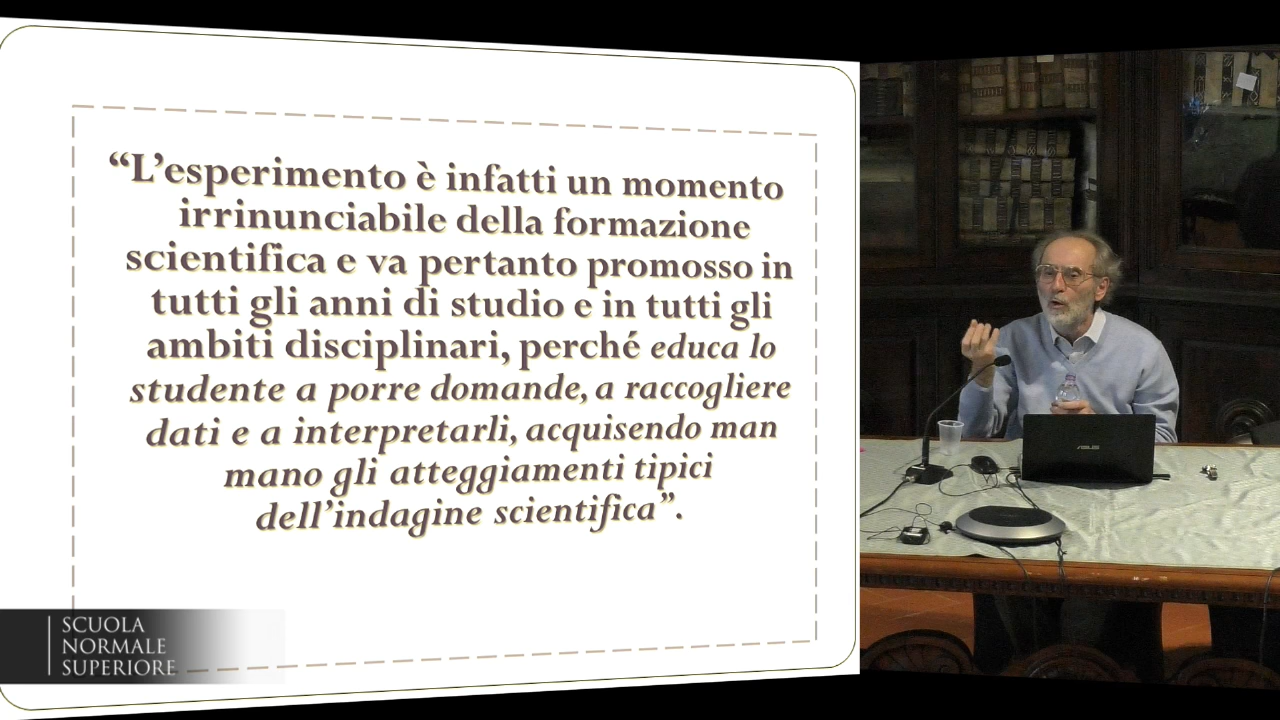 “L’esperimento è infatti un momento
irrinunciabile della formazione
scientifica e va pertanto promosso in
tutti gli anni di studio e in tutti gli
ambiti disciplinari, perché educa lo
studente a porre domande, a raccogliere
dati e a interpretarli, acquisendo man
mano gli atteggiamenti tipici
dell’indagine scientifica”.
SCUOLA
NORMALE
SUPERIORE
ASUS